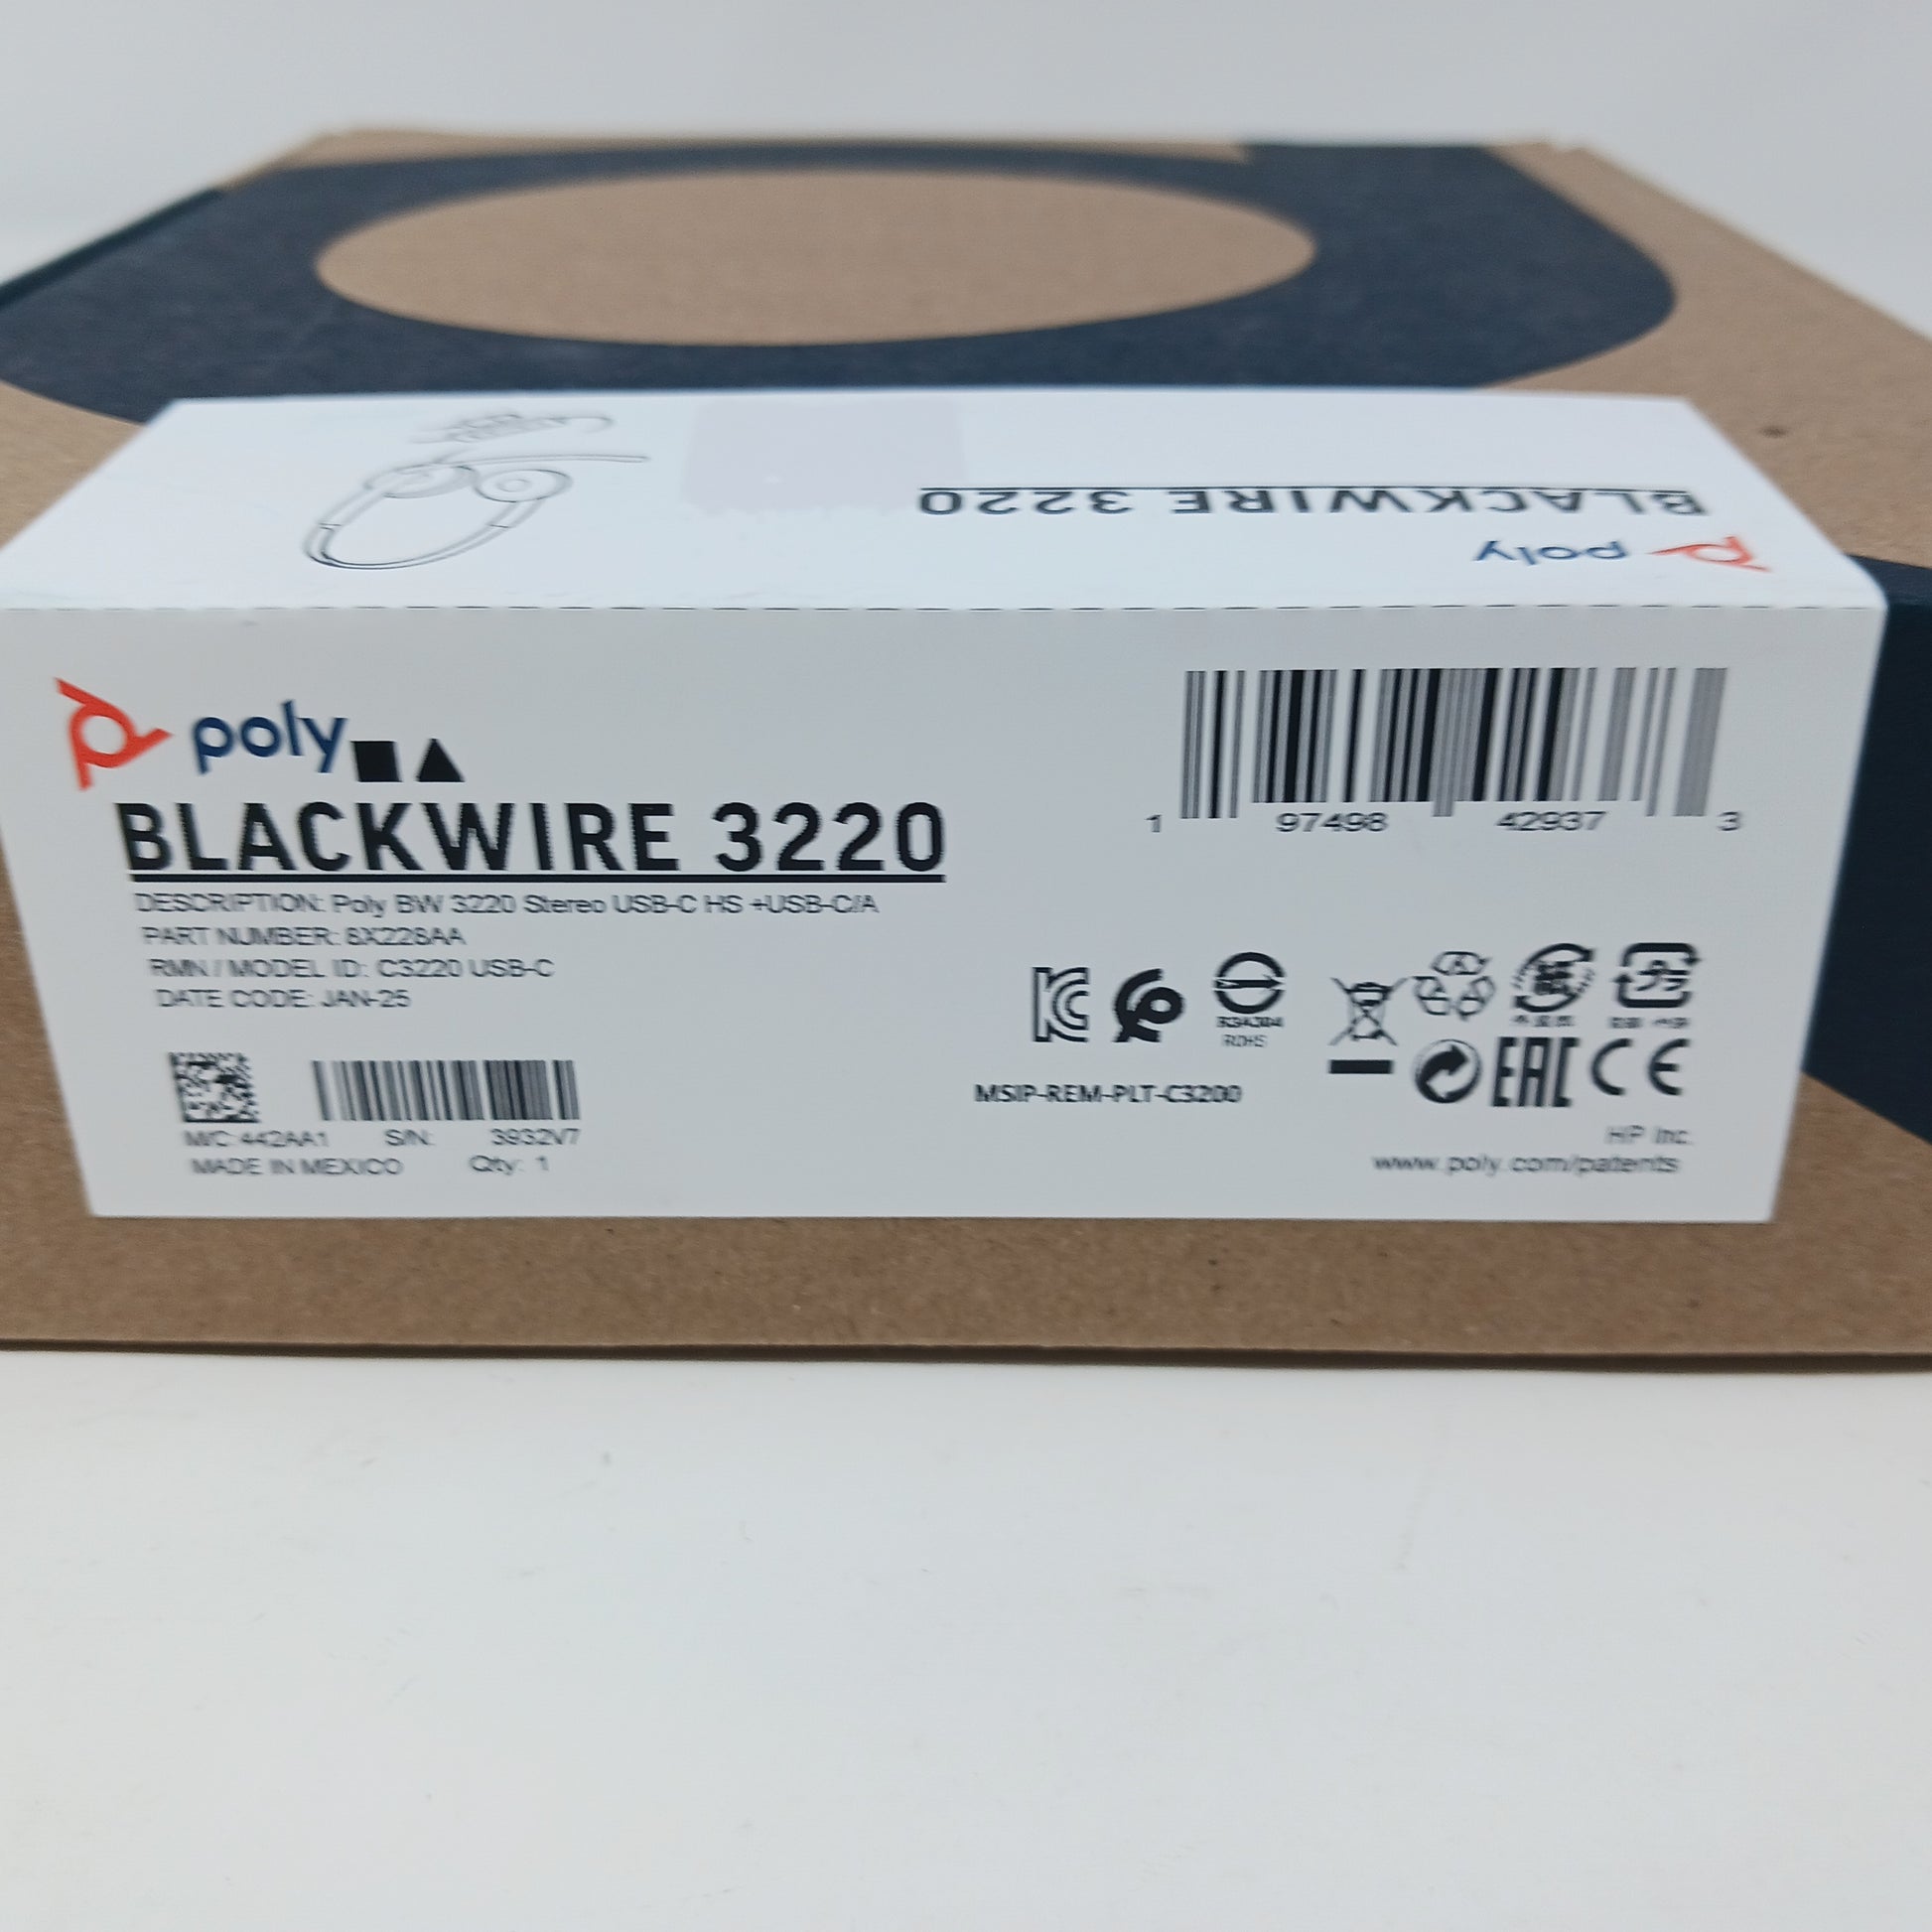 BLACKWIRE 3220
poly
poly
BLACKWIRE 3220
DESCRIPTION: Poly BW 3220 Stereo USB-C HS +USB-C/A
PART NUMBER: 8X228AA
RMN / MODEL ID: C3220 USB-C
DATE CODE: JAN-25
M/C: 442AA1 S/N: 3932V7
MADE IN MEXICO Qty: 1
1 97498 42937 3
R3A304
ROHS
MSIP-REM-PLT-C3200
EAC CE
HP Inc.
www.poly.com/patents